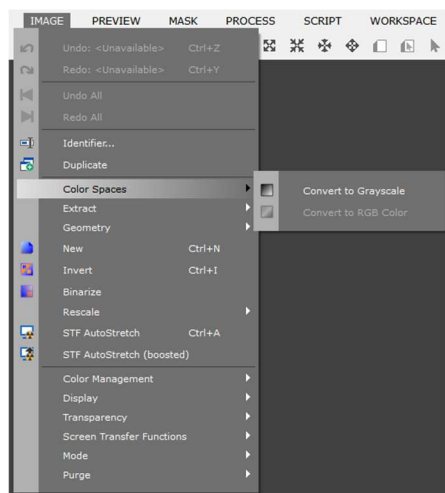 IMAGE PREVIEW MASK PROCESS SCRIPT WORKSPACE
Undo: <Unavailable> Ctrl+Z
Redo: <Unavailable> Ctrl+Y
Undo All
Redo All
Identifier...
Duplicate
Color Spaces
Convert to Grayscale
Extract
Convert to RGB Color
Geometry
New Ctrl+N
Invert Ctrl+I
Binarize
Rescale
STF AutoStretch Ctrl+A
STF AutoStretch (boosted)
Color Management
Display
Transparency
Screen Transfer Functions
Mode
Purge